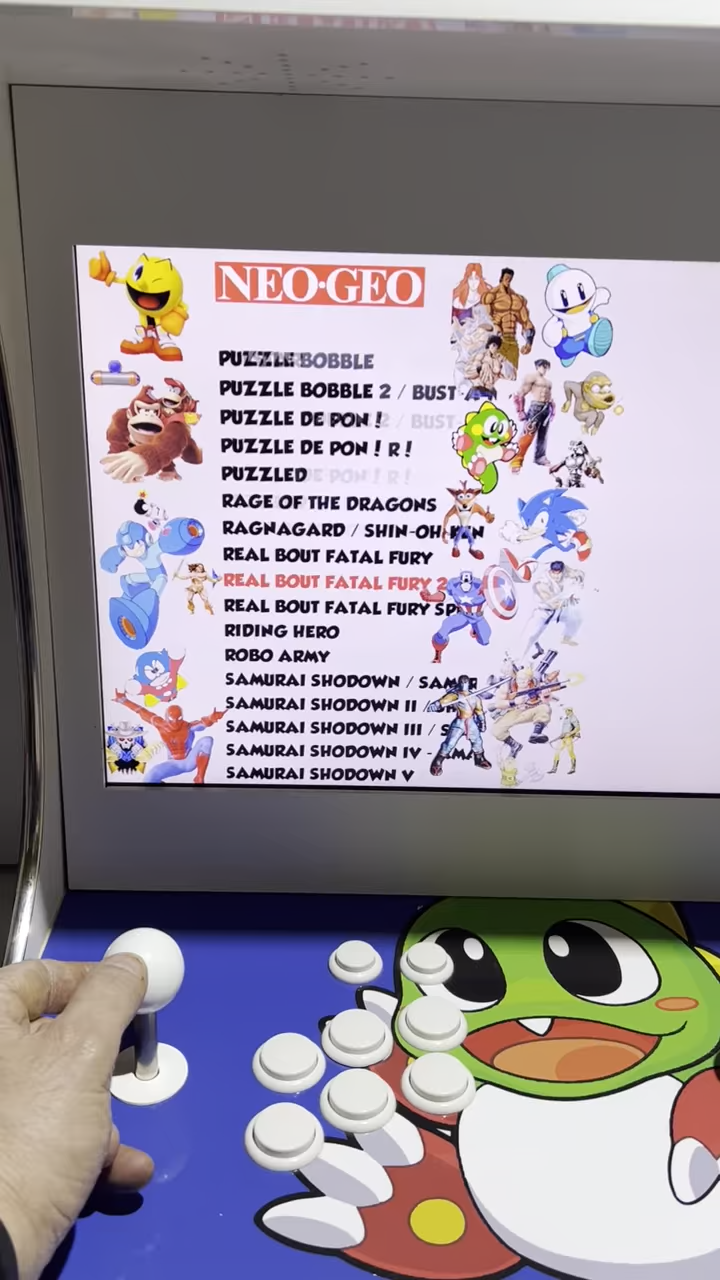 NEO·GEO
PUZZLE BOBBLE
PUZZLE BOBBLE 2 / BUST
PUZZLE DE PON !
PUZZLE DE PON ! R !
PUZZLED
RAGE OF THE DRAGONS
RAGNAGARD / SHIN-OH-KEN
REAL BOUT FATAL FURY
REAL BOUT FATAL FURY 2
REAL BOUT FATAL FURY SP
RIDING HERO
ROBO ARMY
SAMURAI SHODOWN /
SAMURAI SHODOWN II /
SAMURAI SHODOWN III / S
SAMURAI SHODOWN IV -
SAMURAI SHODOWN V